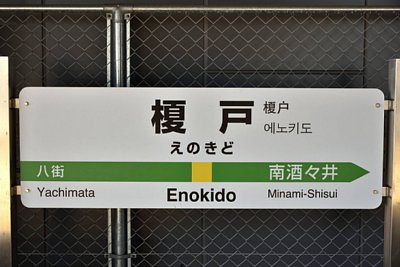 榎戸
榎户
에노키도
えのきど
八街 南酒々井
Yachimata Enokido Minami-Shisui